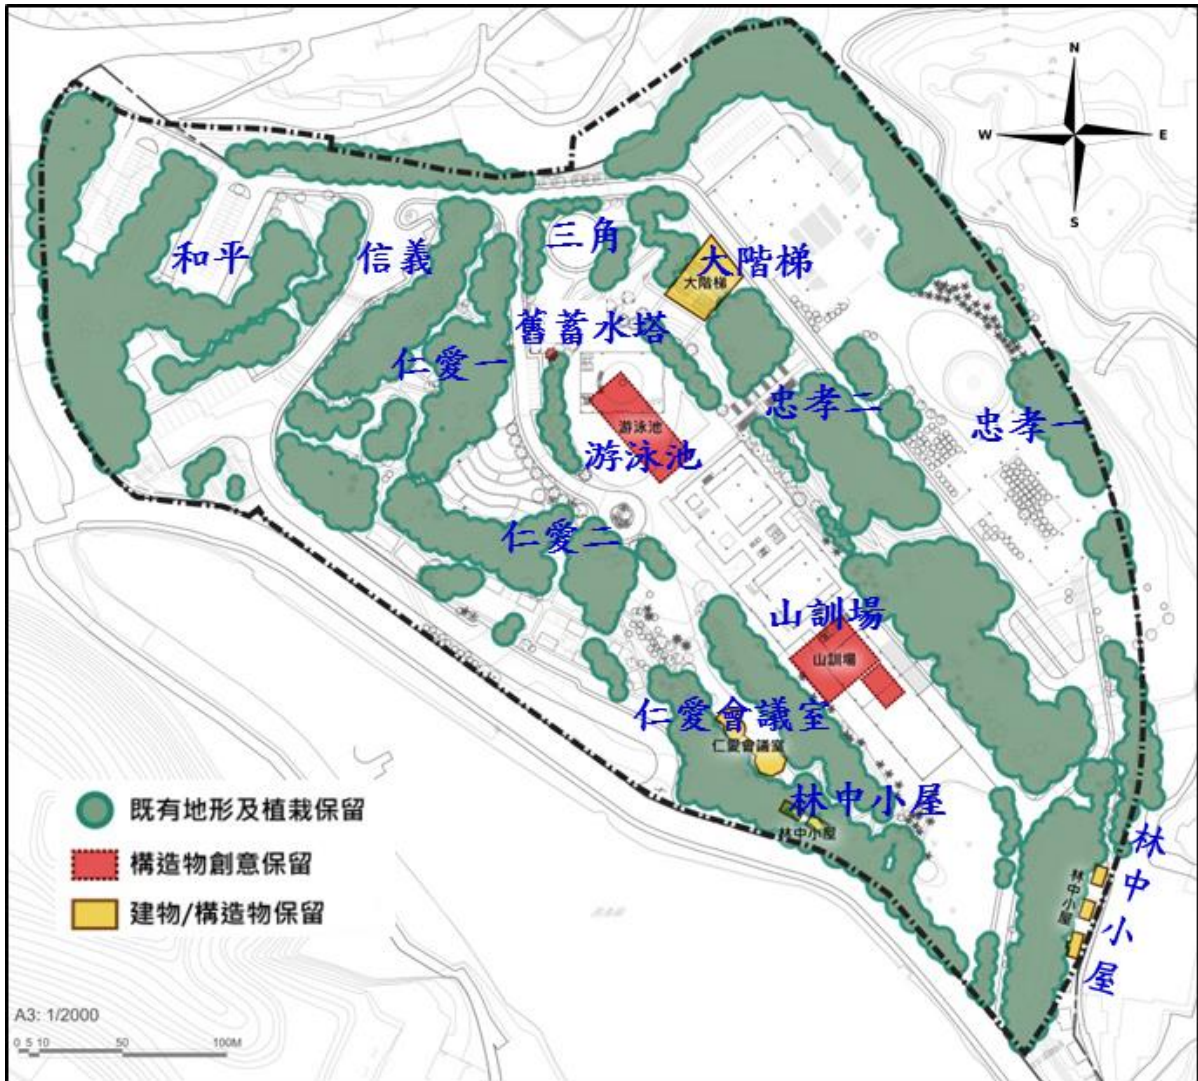 N
W
E
S
三角
和平
信義
大階梯
大階梯
舊蓄水塔
仁愛一
忠孝二
忠孝一
游泳池
游泳池
仁愛二
山訓場
山訓場
仁愛會議室
仁愛會議室
林中小屋
林中小屋
林中小屋
林中小屋
既有地形及植栽保留
構造物創意保留
建物/構造物保留
A3: 1/2000
0 5 10 50 100M